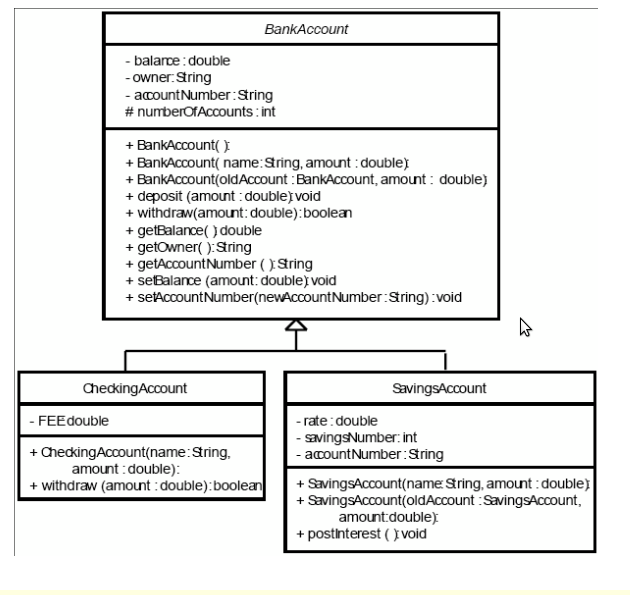 BankAccount
- balance : double
- owner: String
- accountNumber : String
# numberOfAccounts : int
+ BankAccount( ):
+ BankAccount( name: String, amount : double):
+ BankAccount(oldAccount : BankAccount, amount : double)
+ deposit (amount : double): void
+ withdraw(amount: double): boolean
+ getBalance( ): double
+ getOwner( ): String
+ getAccountNumber ( ): String
+ setBalance (amount: double): void
+ setAccountNumber(newAccountNumber : String) : void
CheckingAccount
- FEE double
+ CheckingAccount(name: String,
amount : double):
+ withdraw (amount : double): boolean
SavingsAccount
- rate : double
- savingsNumber: int
- accountNumber : String
+ SavingsAccount(name: String, amount : double):
+ SavingsAccount(oldAccount : SavingsAccount,
amount:double):
+ postInterest ( ): void